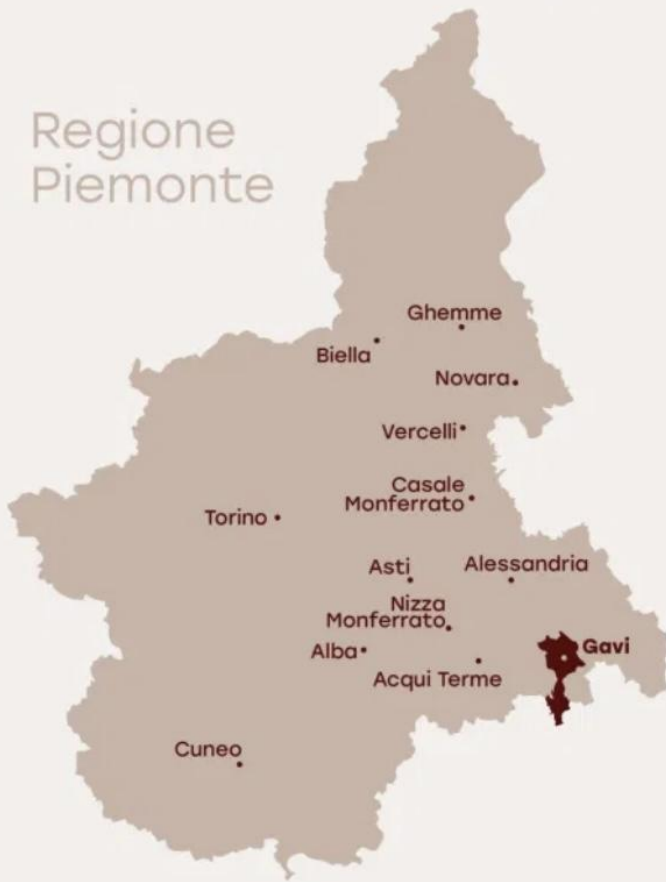 Regione
Piemonte
Ghemme
Biella
Novara
Vercelli
Casale
Monferrato
Torino
Asti
Alessandria
Nizza
Monferrato
Alba
Gavi
Acqui Terme
Cuneo